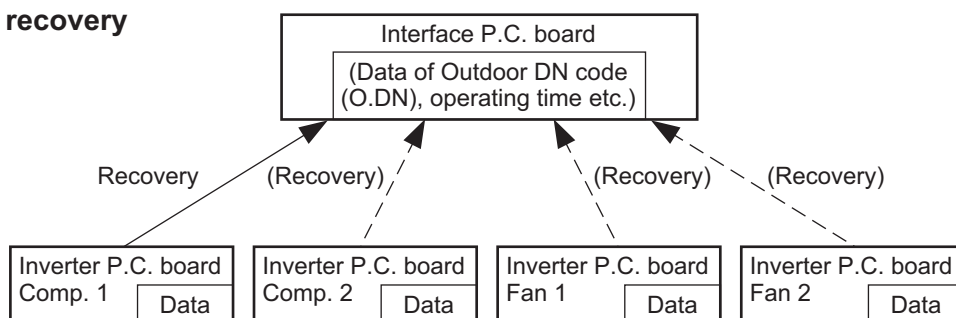 recovery
Interface P.C. board
(Data of Outdoor DN code
(O.DN), operating time etc.)
Recovery
(Recovery)
(Recovery)
(Recovery)
Inverter P.C. board
Comp. 1
Data
Inverter P.C. board
Comp. 2
Data
Inverter P.C. board
Fan 1
Data
Inverter P.C. board
Fan 2
Data